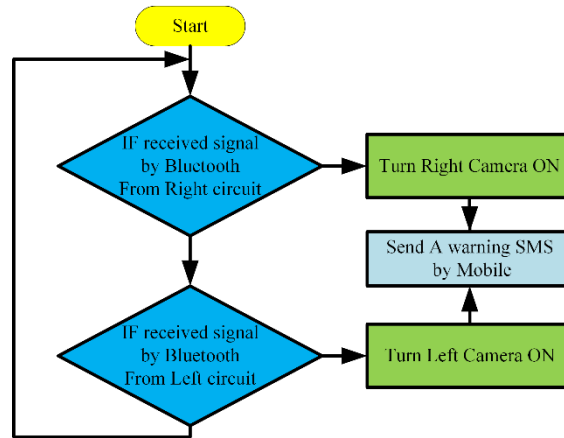 Start
IF received signal
by Bluetooth
From Right circuit
Turn Right Camera ON
Send A warning SMS
by Mobile
IF received signal
by Bluetooth
From Left circuit
Turn Left Camera ON